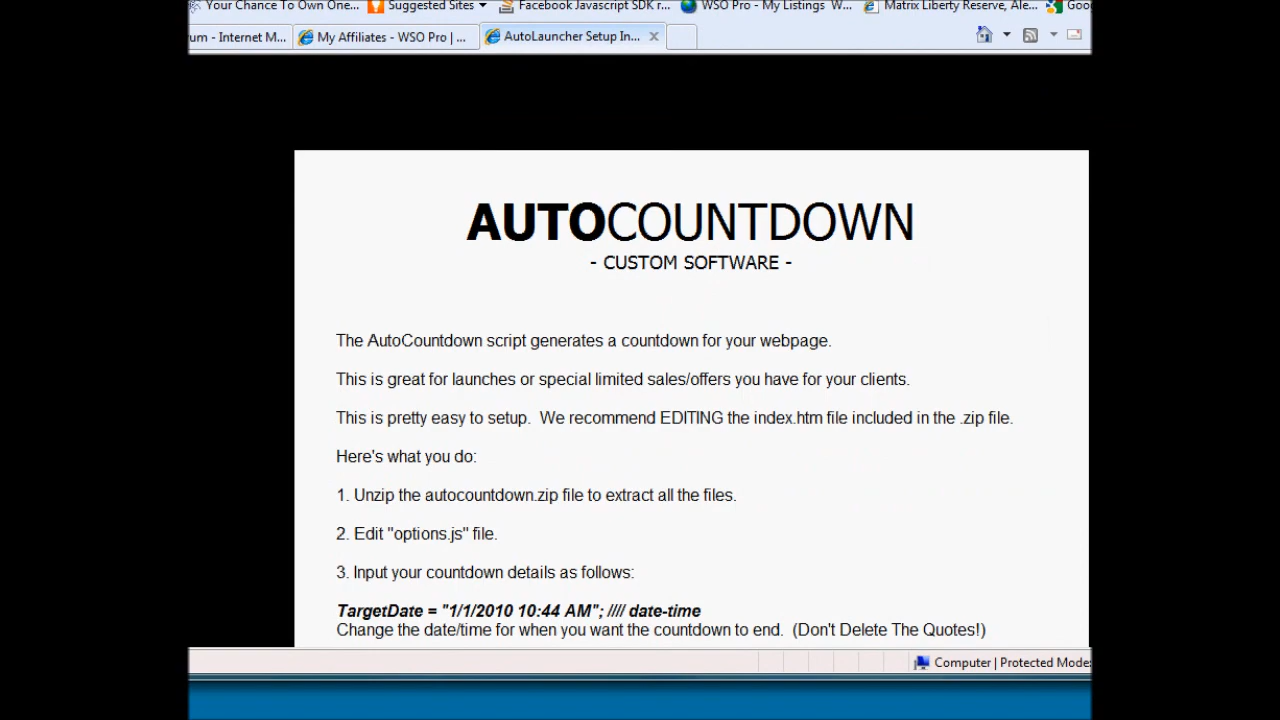 Your Chance To Own One... Suggested Sites Facebook Javascript SDK r... WSO Pro - My Listings W... Matrix Liberty Reserve, Ale... Goo
um - Internet M... My Affiliates - WSO Pro | ... AutoLauncher Setup In...
AUTOCOUNTDOWN
- CUSTOM SOFTWARE -
The AutoCountdown script generates a countdown for your webpage.
This is great for launches or special limited sales/offers you have for your clients.
This is pretty easy to setup.  We recommend EDITING the index.htm file included in the .zip file.
Here's what you do:
1. Unzip the autocountdown.zip file to extract all the files.
2. Edit "options.js" file.
3. Input your countdown details as follows:
TargetDate = "1/1/2010 10:44 AM"; //// date-time
Change the date/time for when you want the countdown to end.  (Don't Delete The Quotes!)
Computer | Protected Mode: